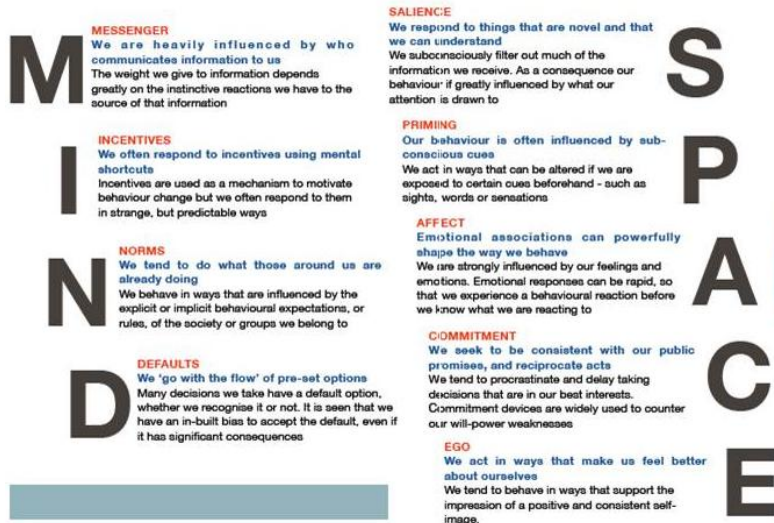 M
MESSENGER
We are heavily influenced by who
communicates information to us
The weight we give to information depends
greatly on the instinctive reactions we have to the
source of that information
I
INCENTIVES
We often respond to incentives using mental
shortcuts
Incentives are used as a mechanism to motivate
behaviour change but we often respond to them
in strange, but predictable ways
N
NORMS
We tend to do what those around us are
already doing
We behave in ways that are influenced by the
explicit or implicit behavioural expectations, or
rules, of the society or groups we belong to
D
DEFAULTS
We 'go with the flow' of pre-set options
Many decisions we take have a default option,
whether we recognise it or not. It is seen that we
have an in-built bias to accept the default, even if
it has significant consequences
SALIENCE
We respond to things that are novel and that
we can understand
We subconsciously filter out much of the
information we receive. As a consequence our
behaviour if greatly influenced by what our
attention is drawn to
S
PRIMING
Our behaviour is often influenced by sub-
conscious cues
We act in ways that can be altered if we are
exposed to certain cues beforehand - such as
sights, words or sensations
P
AFFECT
Emotional associations can powerfully
shape the way we behave
We are strongly influenced by our feelings and
emotions. Emotional responses can be rapid, so
that we experience a behavioural reaction before
we know what we are reacting to
A
COMMITMENT
We seek to be consistent with our public
promises, and reciprocate acts
We tend to procrastinate and delay taking
decisions that are in our best interests.
Commitment devices are widely used to counter
our will-power weaknesses
C
EGO
We act in ways that make us feel better
about ourselves
We tend to behave in ways that support the
impression of a positive and consistent self-
image.
E